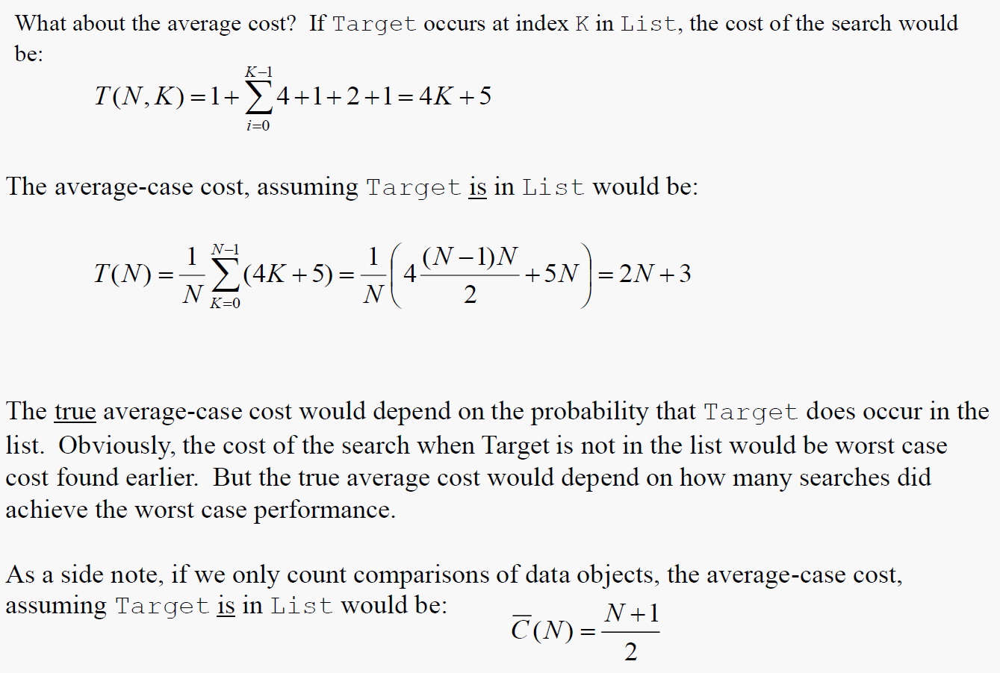 What about the average cost? If Target occurs at index K in List, the cost of the search would
be:
T(N, K) = 1 + \sum_{i=0}^{K-1} 4 + 1 + 2 + 1 = 4K + 5
The average-case cost, assuming Target is in List would be:
T(N) = \frac{1}{N} \sum_{K=0}^{N-1} (4K + 5) = \frac{1}{N} \left( 4 \frac{(N-1)N}{2} + 5N \right) = 2N + 3
The true average-case cost would depend on the probability that Target does occur in the
list. Obviously, the cost of the search when Target is not in the list would be worst case
cost found earlier. But the true average cost would depend on how many searches did
achieve the worst case performance.
As a side note, if we only count comparisons of data objects, the average-case cost,
assuming Target is in List would be:
\overline{C}(N) = \frac{N+1}{2}